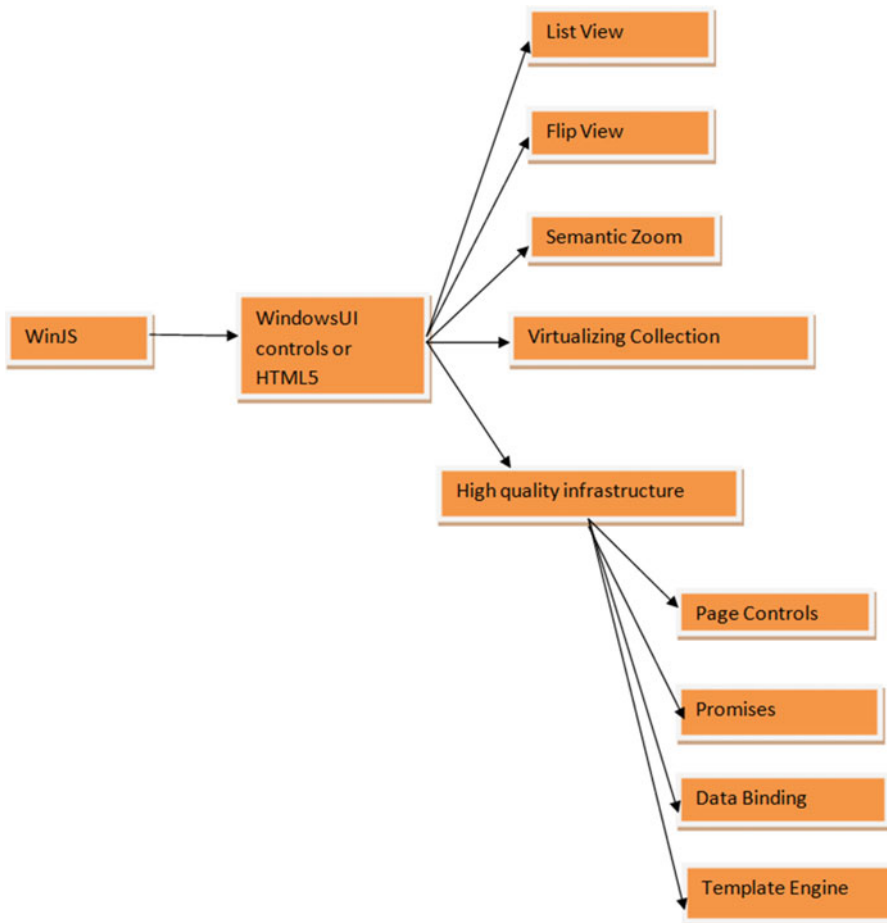 List View
Flip View
Semantic Zoom
WinJS
WindowsUI
controls or
HTML5
Virtualizing Collection
High quality infrastructure
Page Controls
Promises
Data Binding
Template Engine